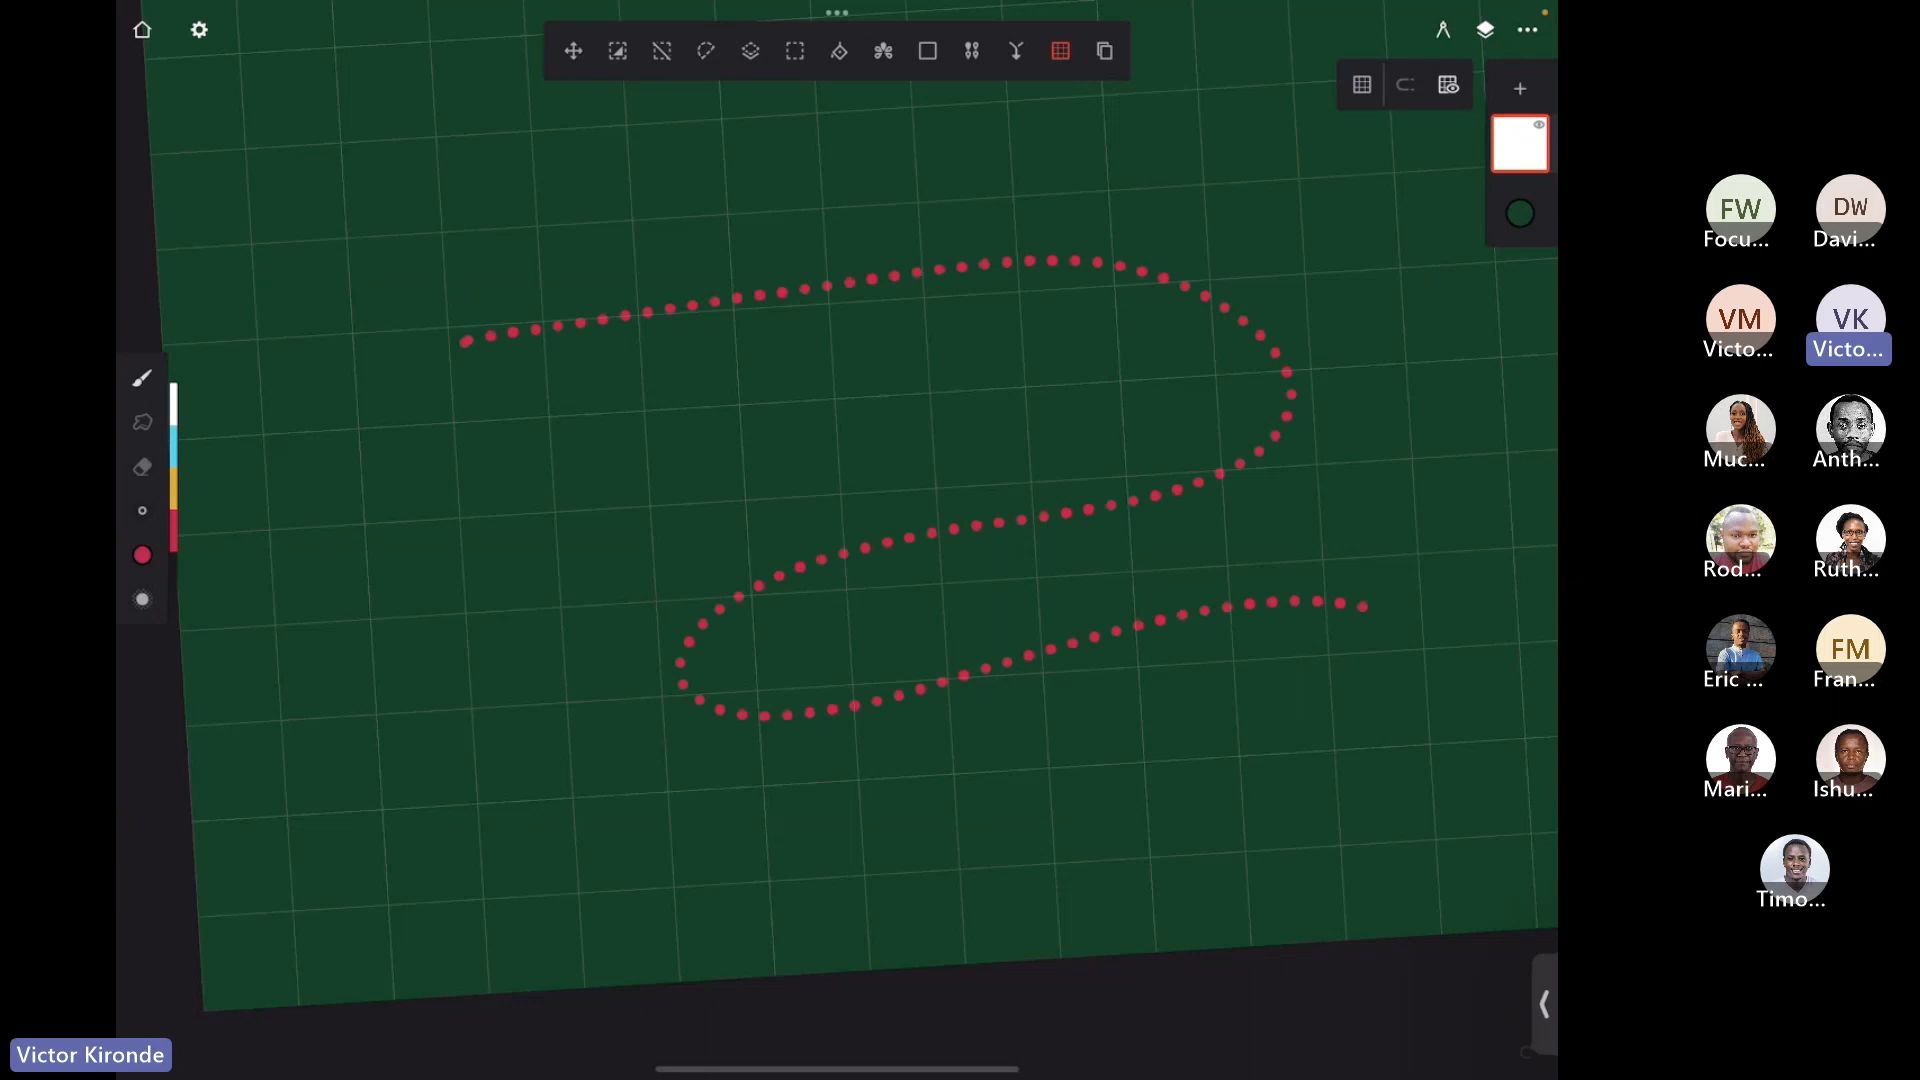 FW
Focu...
DW
Davi...
VM
Victo...
VK
Victo...
Muc...
Anth...
Rod...
Ruth...
Eric ...
FM
Fran...
Mari...
Ishu...
Timo...
Victor Kironde